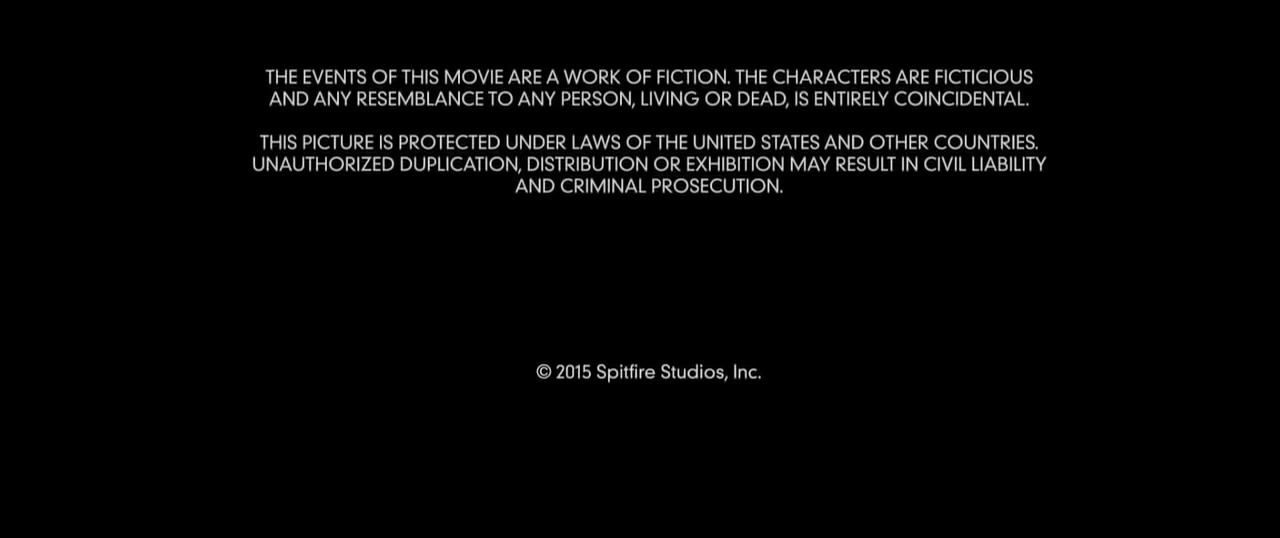 THE EVENTS OF THIS MOVIE ARE A WORK OF FICTION. THE CHARACTERS ARE FICTICIOUS
AND ANY RESEMBLANCE TO ANY PERSON, LIVING OR DEAD, IS ENTIRELY COINCIDENTAL.
THIS PICTURE IS PROTECTED UNDER LAWS OF THE UNITED STATES AND OTHER COUNTRIES.
UNAUTHORIZED DUPLICATION, DISTRIBUTION OR EXHIBITION MAY RESULT IN CIVIL LIABILITY
AND CRIMINAL PROSECUTION.
© 2015 Spitfire Studios, Inc.